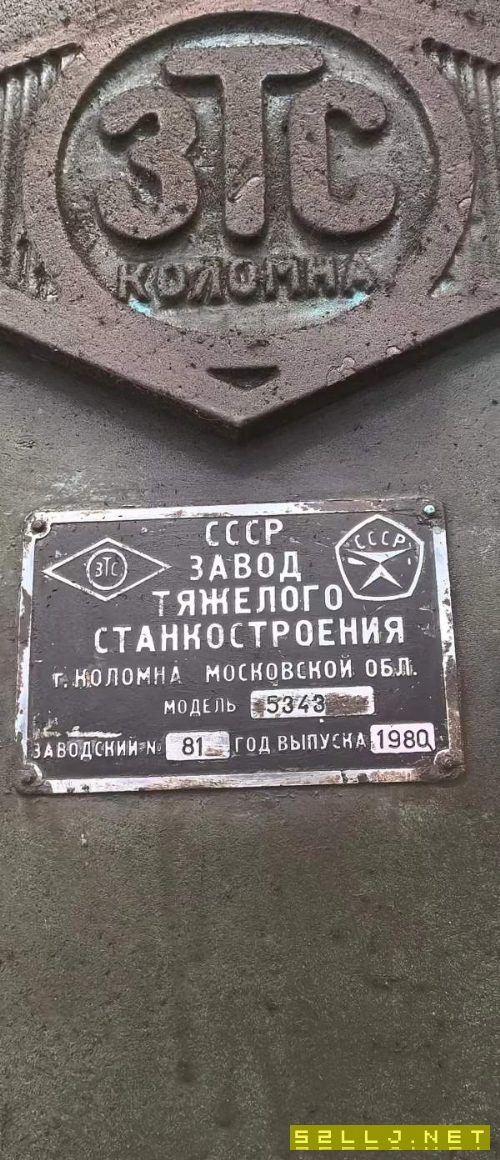 ЗТС
КОЛОМНА
СССР
ЗАВОД
ТЯЖЕЛОГО
СТАНКОСТРОЕНИЯ
г. КОЛОМНА МОСКОВСКОЙ ОБЛ.
МОДЕЛЬ 5343
ЗАВОДСКИЙ № 81 ГОД ВЫПУСКА 1980
ЗТС
СССР
52LLJ.NET